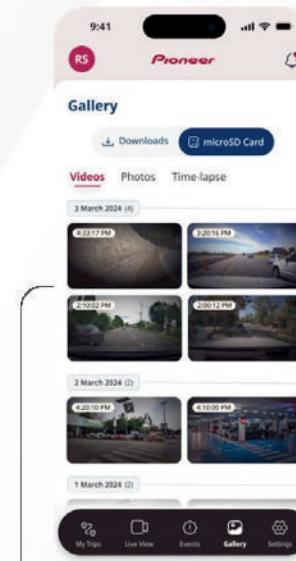 9:41
RS
Pioneer
Gallery
Downloads
microSD Card
Videos Photos Time-lapse
3 March 2024 (4)
4:33:17 PM
3:20:16 PM
2:10:02 PM
2:00:12 PM
2 March 2024 (2)
4:20:10 PM
4:10:00 PM
1 March 2024 (2)
My Trips Live View Events Gallery Settings